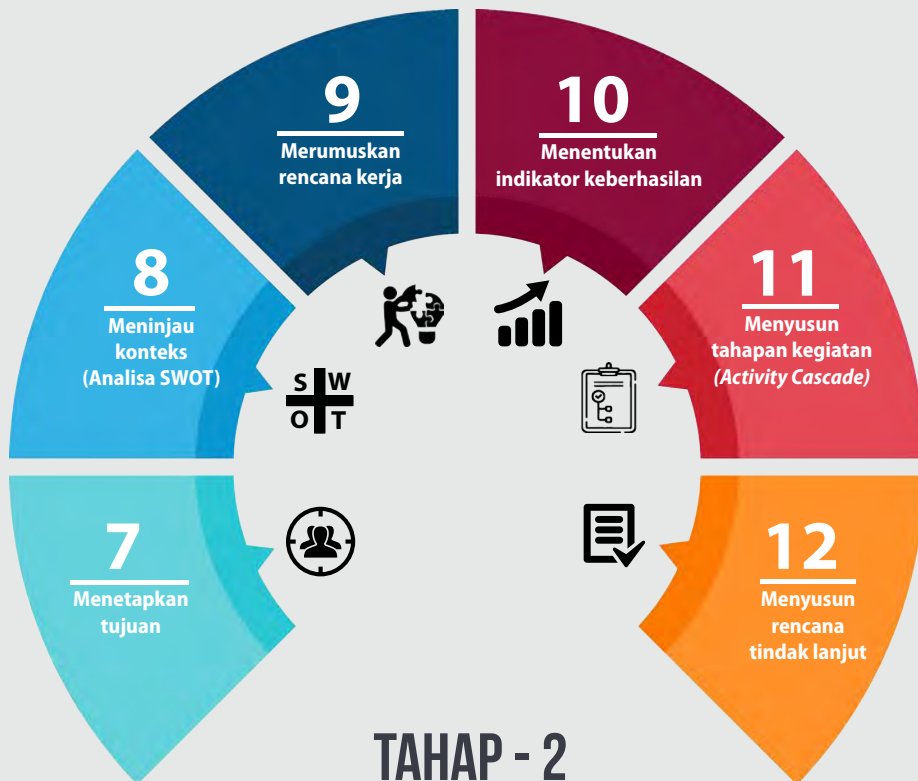 7
Menetapkan
tujuan
8
Meninjau
konteks
(Analisa SWOT)
9
Merumuskan
rencana kerja
10
Menentukan
indikator keberhasilan
11
Menyusun
tahapan kegiatan
(Activity Cascade)
12
Menyusun
rencana
tindak lanjut
S W
O T
TAHAP - 2